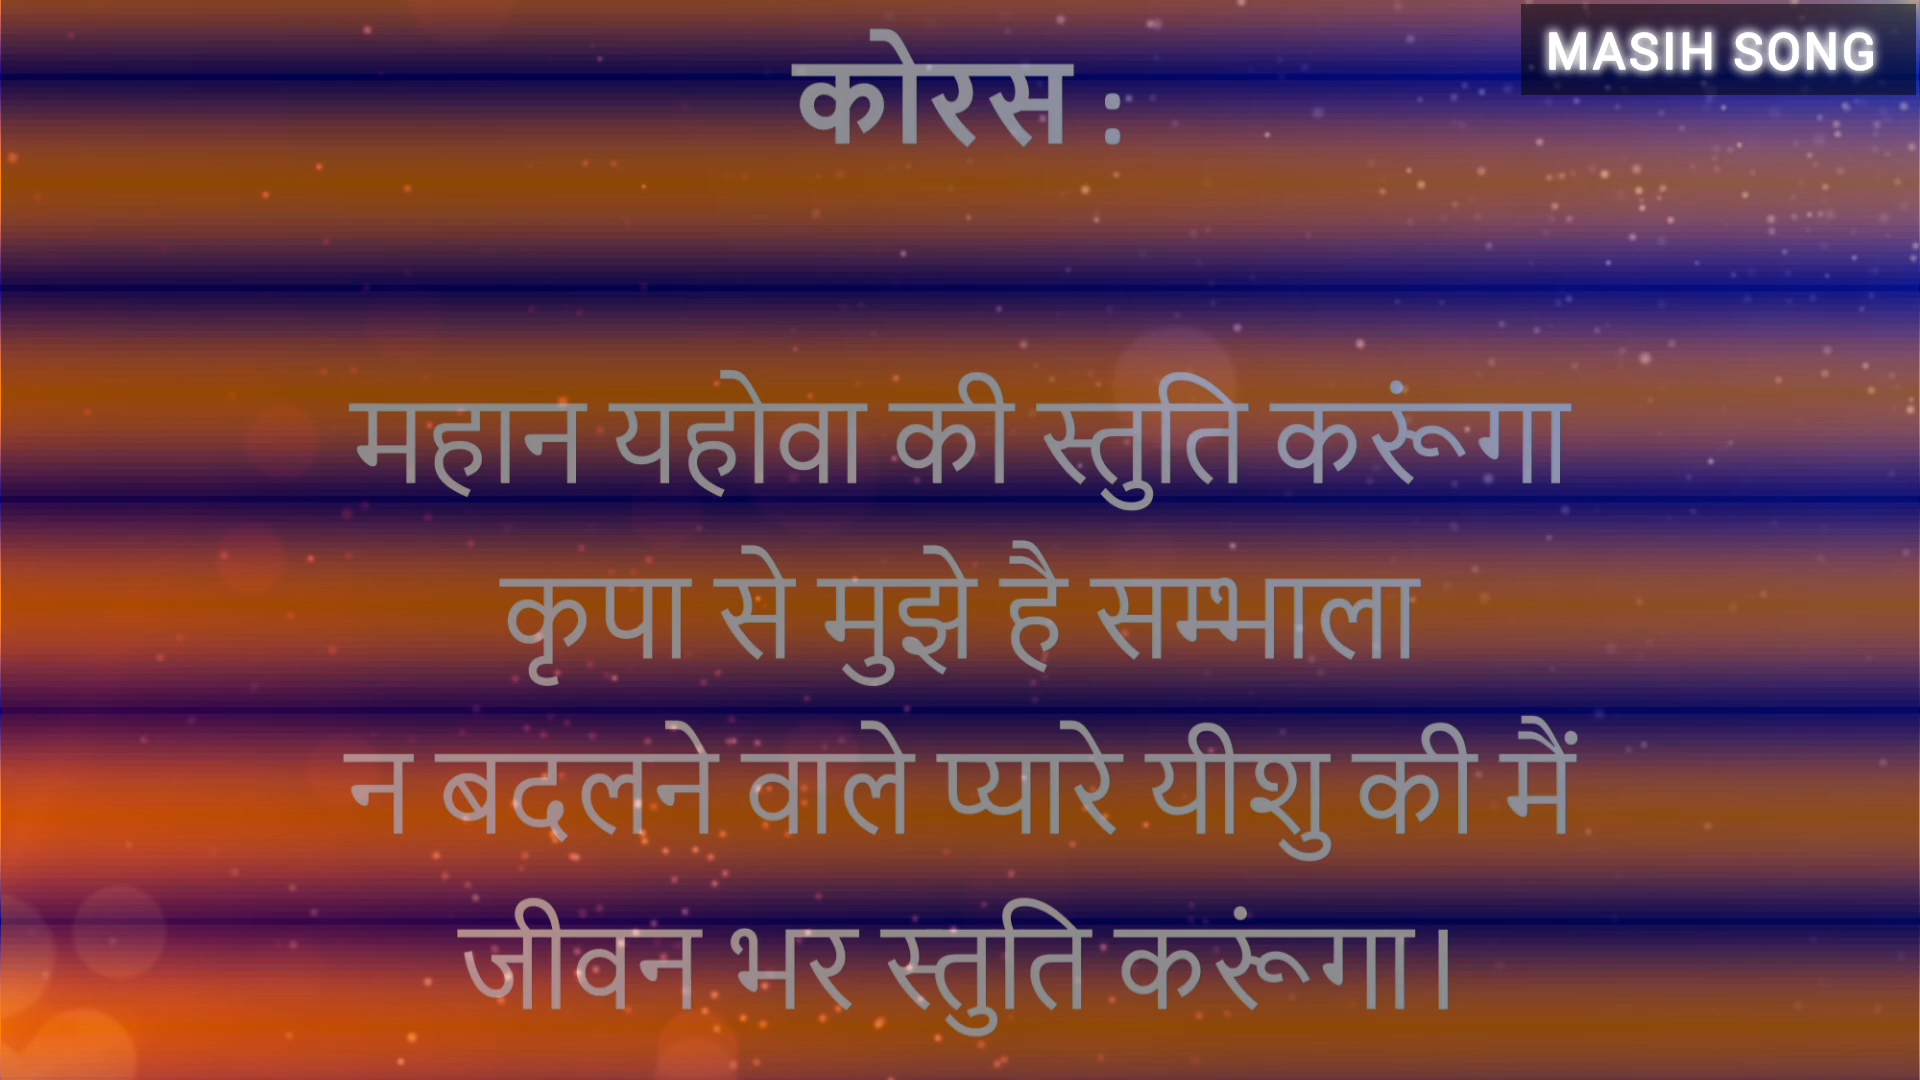 MASIH SONG
कोरस :
महान यहोवा की स्तुति करूंगा
कृपा से मुझे है सम्भाला
न बदलने वाले प्यारे यीशु की मैं
जीवन भर स्तुति करूंगा।